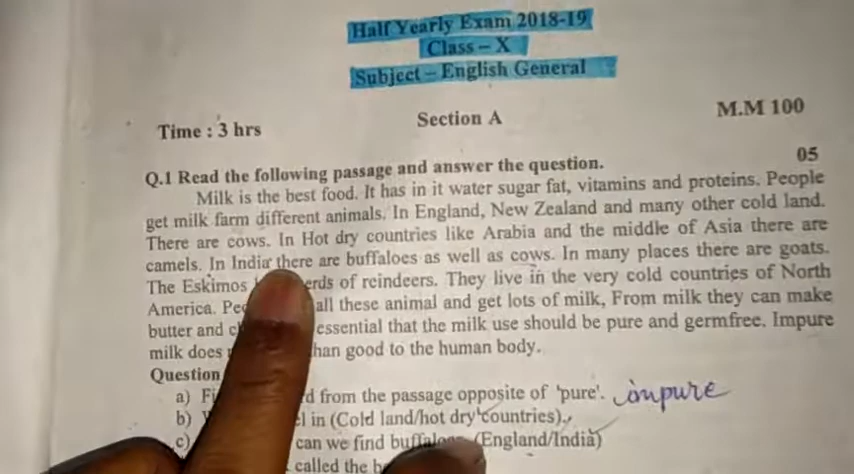 Half Yearly Exam 2018-19
Class – X
Subject – English General
Time : 3 hrs
Section A
M.M 100
05
Q.1 Read the following passage and answer the question.
Milk is the best food. It has in it water sugar fat, vitamins and proteins. People
get milk farm different animals. In England, New Zealand and many other cold land.
There are cows. In Hot dry countries like Arabia and the middle of Asia there are
camels. In India there are buffaloes as well as cows. In many places there are goats.
The Eskimos of reindeers. They live in the very cold countries of North
America. all these animal and get lots of milk, From milk they can make
butter and essential that the milk use should be pure and germfree. Impure
milk does good to the human body.
Question
a) from the passage opposite of 'pure'. impure
b) in (Cold land/hot dry countries).
c) can we find (England/India)
called the